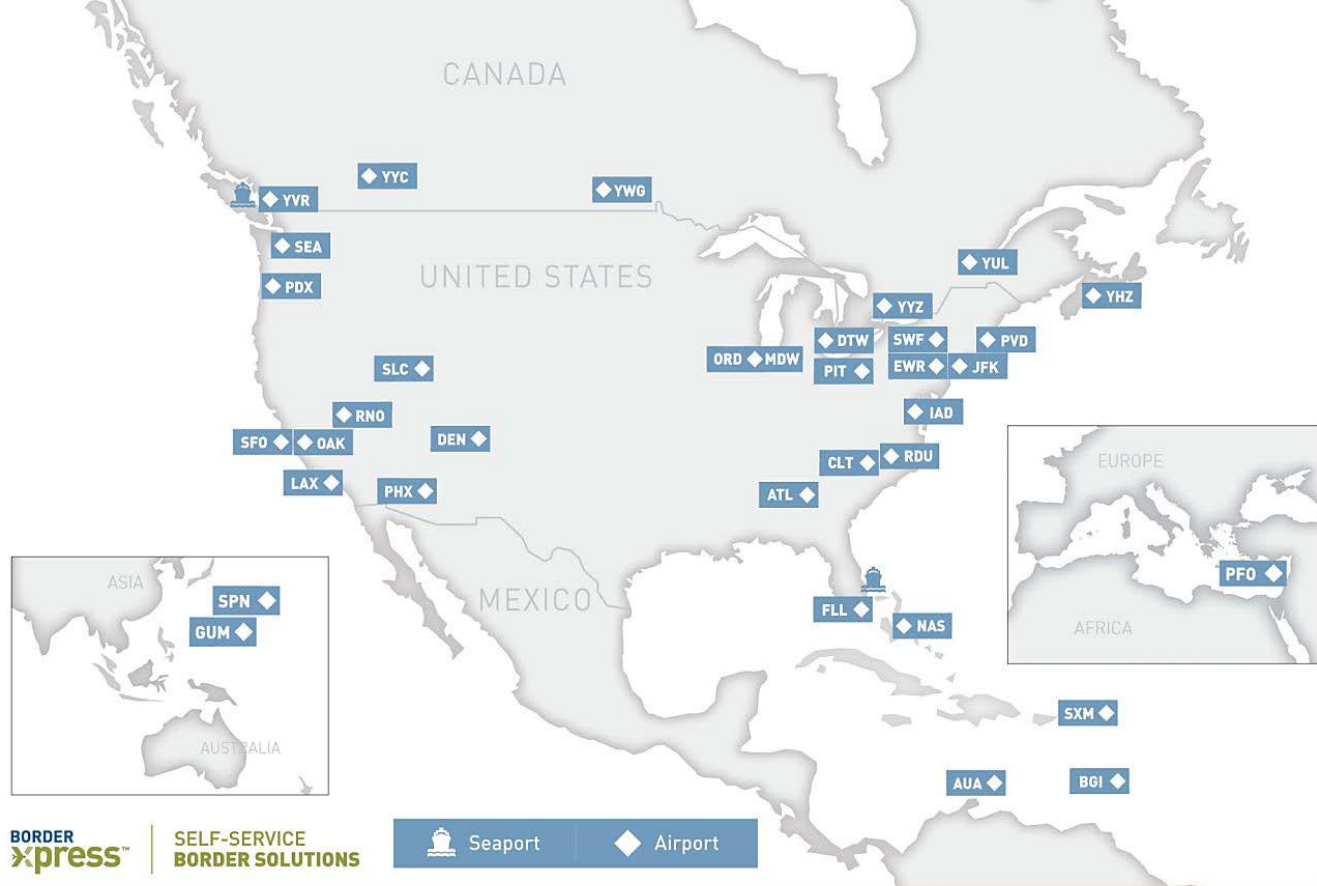 CANADA
YYC
YWG
YVR
SEA
YUL
UNITED STATES
PDX
YHZ
YYZ
DTW
SWF
PVD
ORD MDW
SLC
PIT
EWR
JFK
RNO
IAD
SFO
OAK
DEN
CLT
RDU
LAX
PHX
ATL
EUROPE
PFO
AFRICA
ASIA
SPN
GUM
AUSTRALIA
MEXICO
FLL
NAS
SXM
AUA
BGI
BORDER
xpress™
SELF-SERVICE
BORDER SOLUTIONS
Seaport
Airport